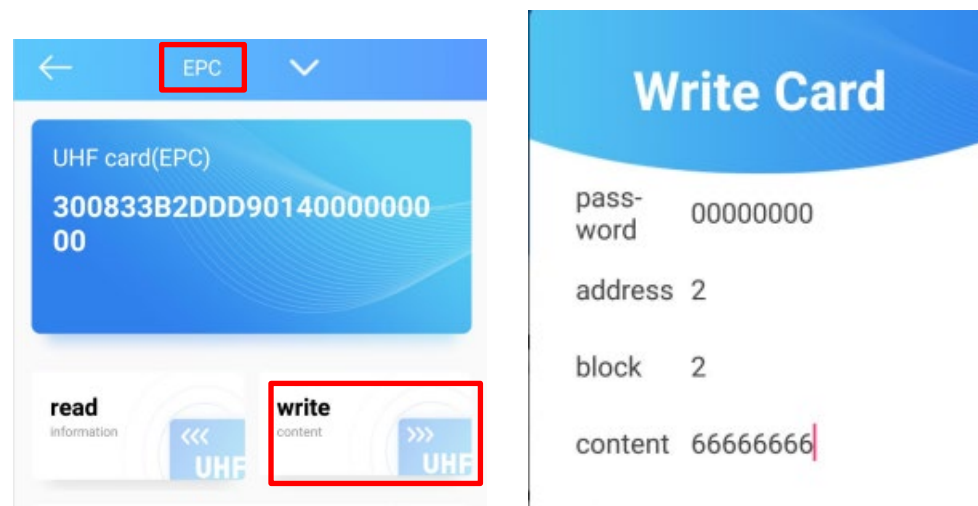 EPC
UHF card(EPC)
300833B2DDD90140000000
00
read
information
UHF
write
content
UHF
Write Card
pass-
word 00000000
address 2
block 2
content 66666666